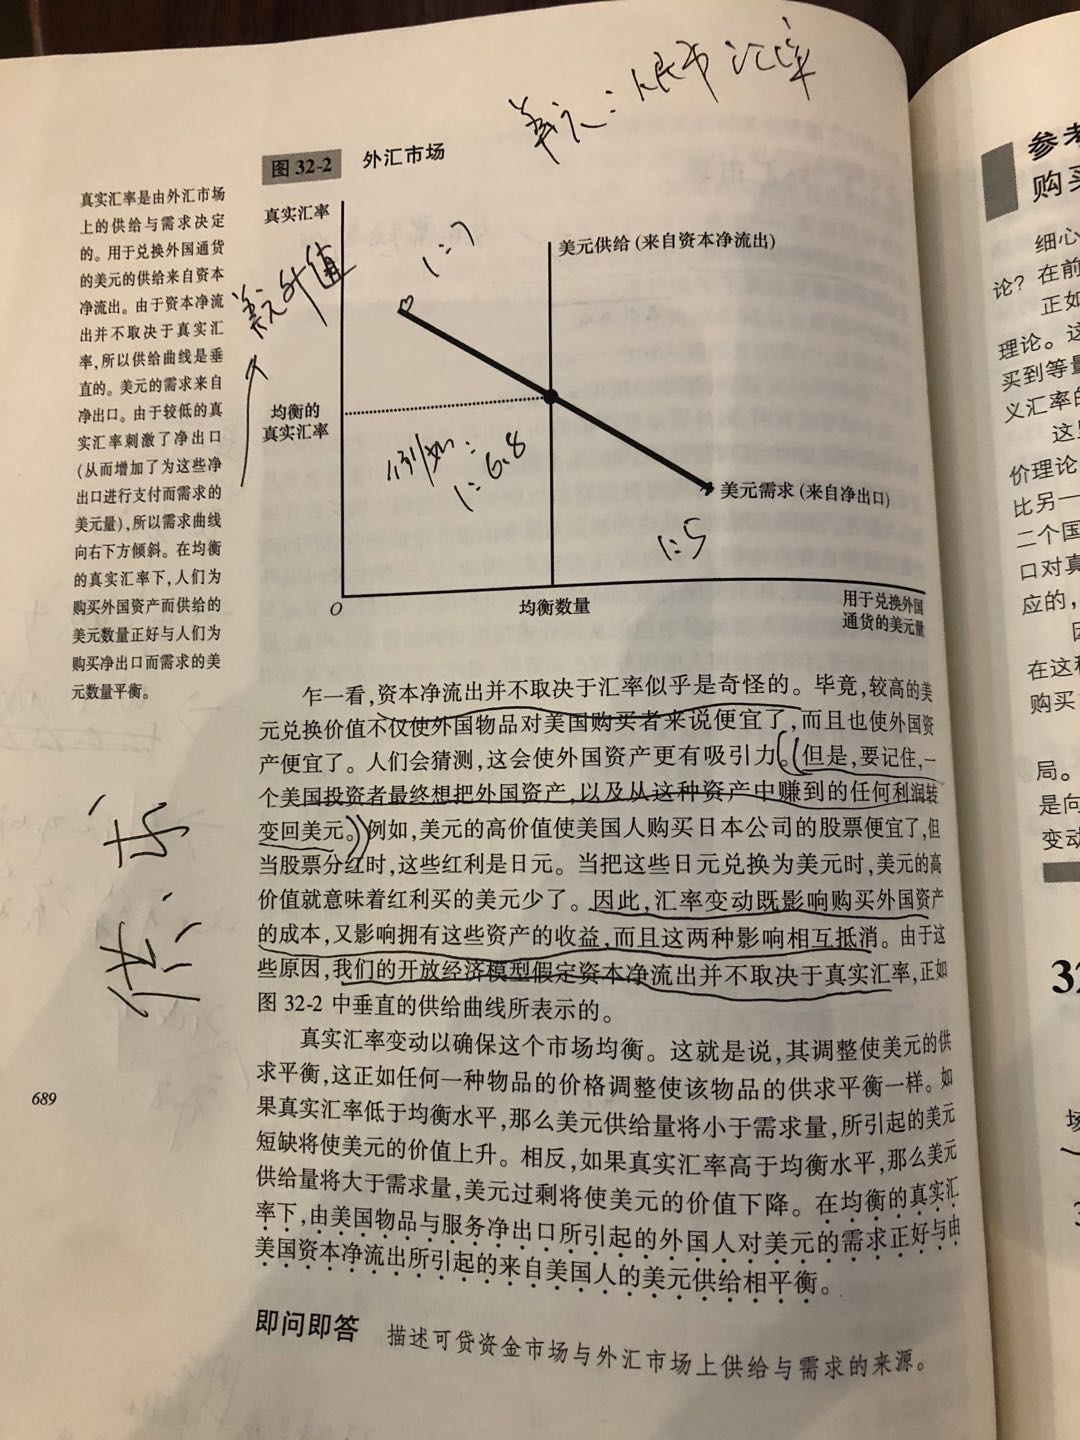 美元：人民币 汇率
图 32-2 外汇市场
真实汇率是由外汇市场
上的供给与需求决定
的。用于兑换外国通货
的美元的供给来自资本
净流出。由于资本净流
出并不取决于真实汇
率，所以供给曲线是垂
直的。美元的需求来自
净出口。由于较低的真
实汇率刺激了净出口
（从而增加了为这些净
出口进行支付而需求的
美元量），所以需求曲线
向右下方倾斜。在均衡
的真实汇率下，人们为
购买外国资产而供给的
美元数量正好与人们为
购买净出口而需求的美
元数量平衡。
真实汇率
美元升值
1:7
美元供给（来自资本净流出）
均衡的
真实汇率
例如：
1:6.8
美元需求（来自净出口）
1:5
O
均衡数量
用于兑换外国
通货的美元量
乍一看，资本净流出并不取决于汇率似乎是奇怪的。毕竟，较高的美
元兑换价值不仅使外国物品对美国购买者来说便宜了，而且也使外国资
产便宜了。人们会猜测，这会使外国资产更有吸引力。但是，要记住，一
个美国投资者最终想把外国资产，以及从这种资产中赚到的任何利润转
变回美元。例如，美元的高价值使美国人购买日本公司的股票便宜了，但
当股票分红时，这些红利是日元。当把这些日元兑换为美元时，美元的高
价值就意味着红利买的美元少了。因此，汇率变动既影响购买外国资产
的成本，又影响拥有这些资产的收益，而且这两种影响相互抵消。由于这
些原因，我们的开放经济模型假定资本净流出并不取决于真实汇率，正如
图 32-2 中垂直的供给曲线所表示的。
真实汇率变动以确保这个市场均衡。这就是说，其调整使美元的供
求平衡，这正如任何一种物品的价格调整使该物品的供求平衡一样。如
果真实汇率低于均衡水平，那么美元供给量将小于需求量，所引起的美元
短缺将使美元的价值上升。相反，如果真实汇率高于均衡水平，那么美元
供给量将大于需求量，美元过剩将使美元的价值下降。在均衡的真实汇
率下，由美国物品与服务净出口所引起的外国人对美元的需求正好与由
美国资本净流出所引起的来自美国人的美元供给相平衡。
即问即答 描述可贷资金市场与外汇市场上供给与需求的来源。
689
参考
购买
细心
论？在前
正如
理论。这
买到等量
义汇率的
这
价理论
比另一
二个国
口对真
应的，
在这种
购买
局。
是向
变动
32